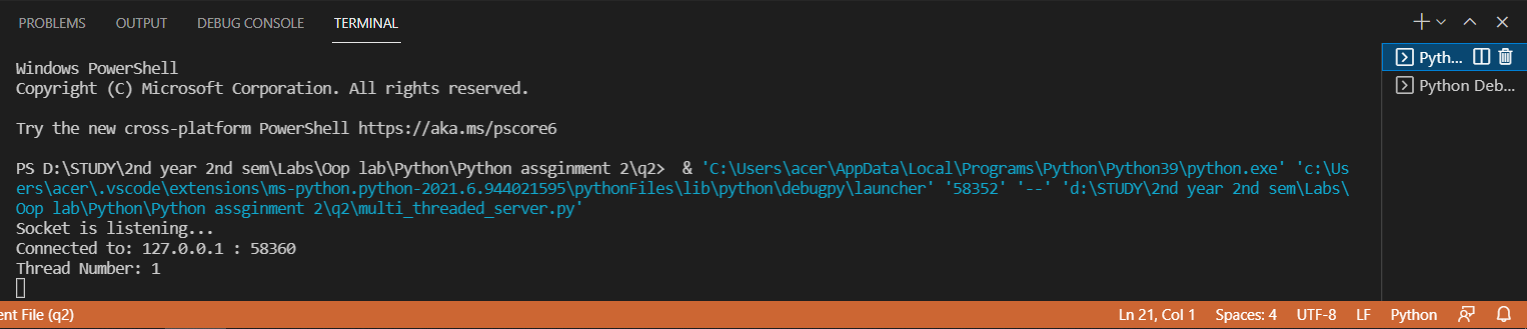 PROBLEMS OUTPUT DEBUG CONSOLE TERMINAL
Windows PowerShell
Copyright (C) Microsoft Corporation. All rights reserved.
Try the new cross-platform PowerShell https://aka.ms/pscore6
PS D:\STUDY\2nd year 2nd sem\Labs\Oop lab\Python\Python assginment 2\q2>  & 'C:\Users\acer\AppData\Local\Programs\Python\Python39\python.exe' 'c:\Us
ers\acer\.vscode\extensions\ms-python.python-2021.6.944021595\pythonFiles\lib\python\debugpy\launcher' '58352' '--' 'd:\STUDY\2nd year 2nd sem\Labs\
Oop lab\Python\Python assginment 2\q2\multi_threaded_server.py'
Socket is listening...
Connected to: 127.0.0.1 : 58360
Thread Number: 1
Pyth...
Python Deb...
ent File (q2) Ln 21, Col 1 Spaces: 4 UTF-8 LF Python